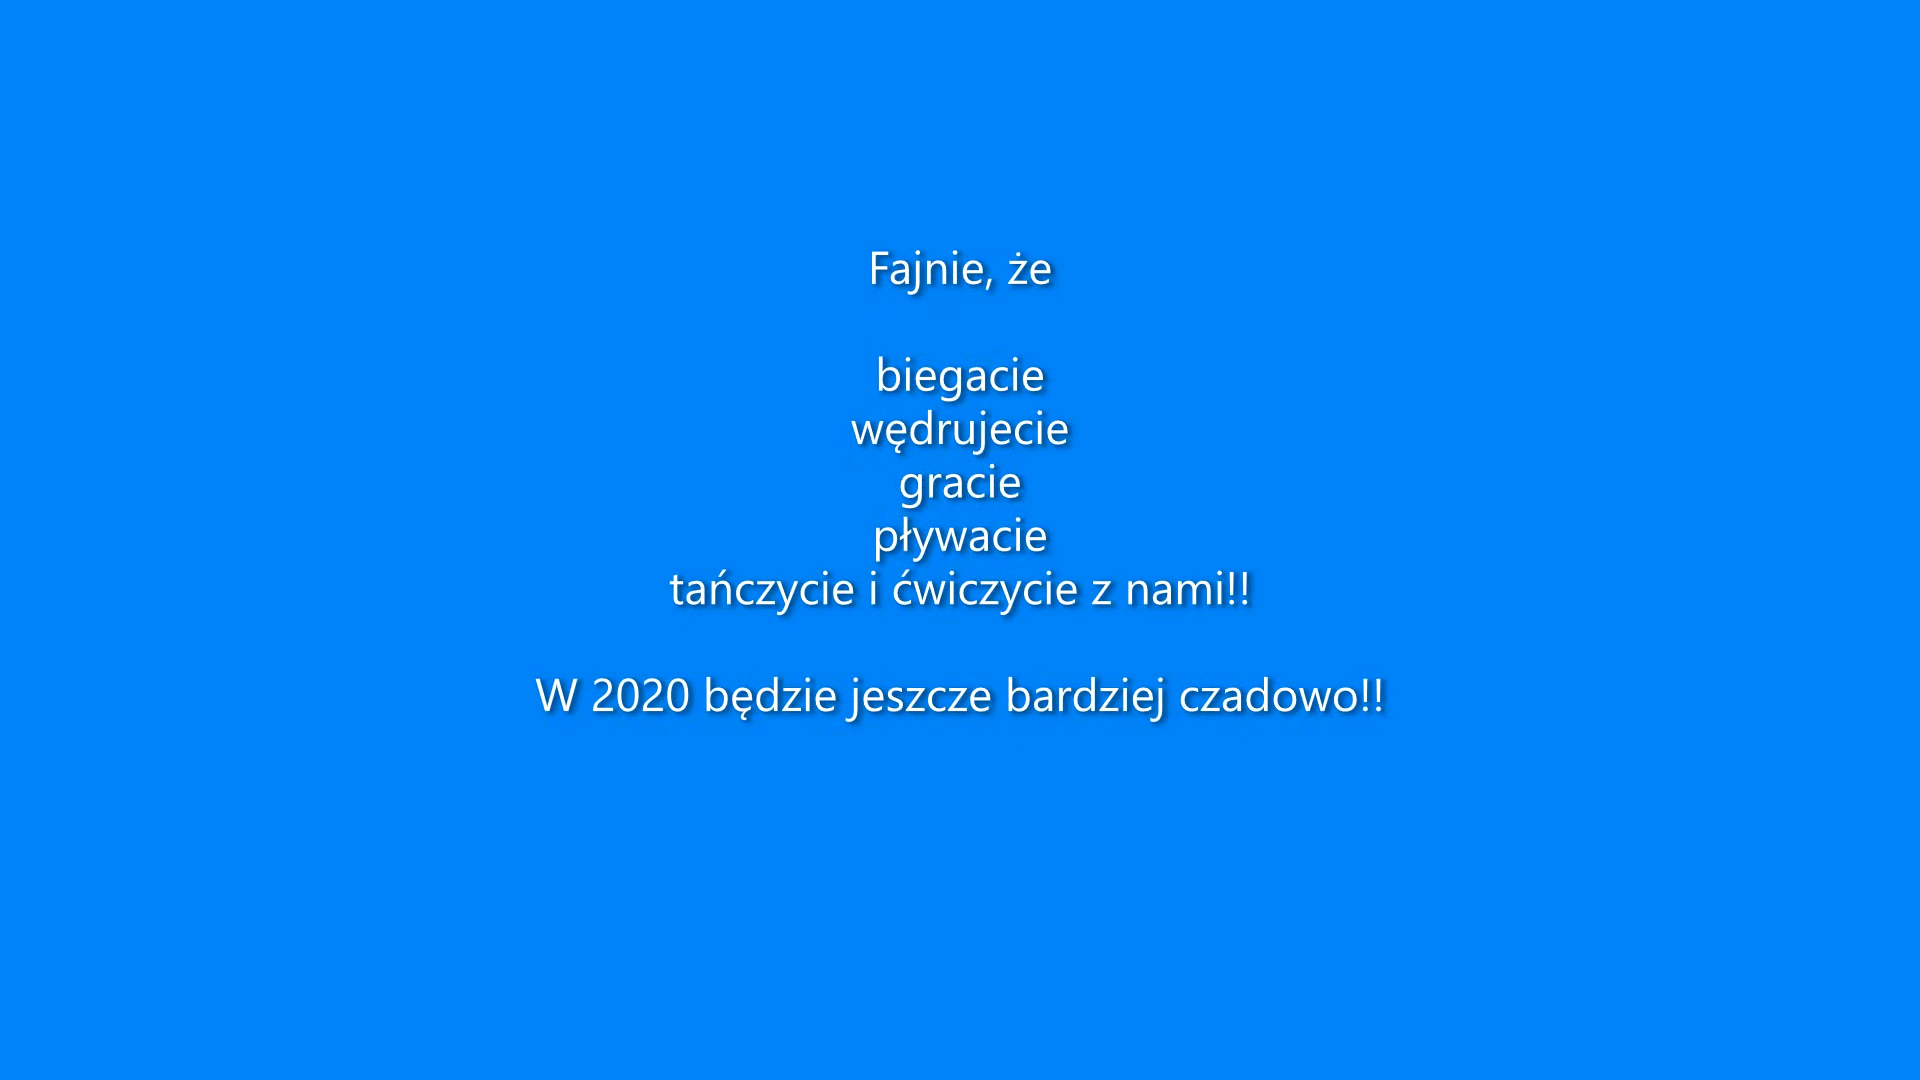 Fajnie, że
biegacie
wędrujecie
gracie
pływacie
tańczycie i ćwiczycie z nami!!
W 2020 będzie jeszcze bardziej czadowo!!